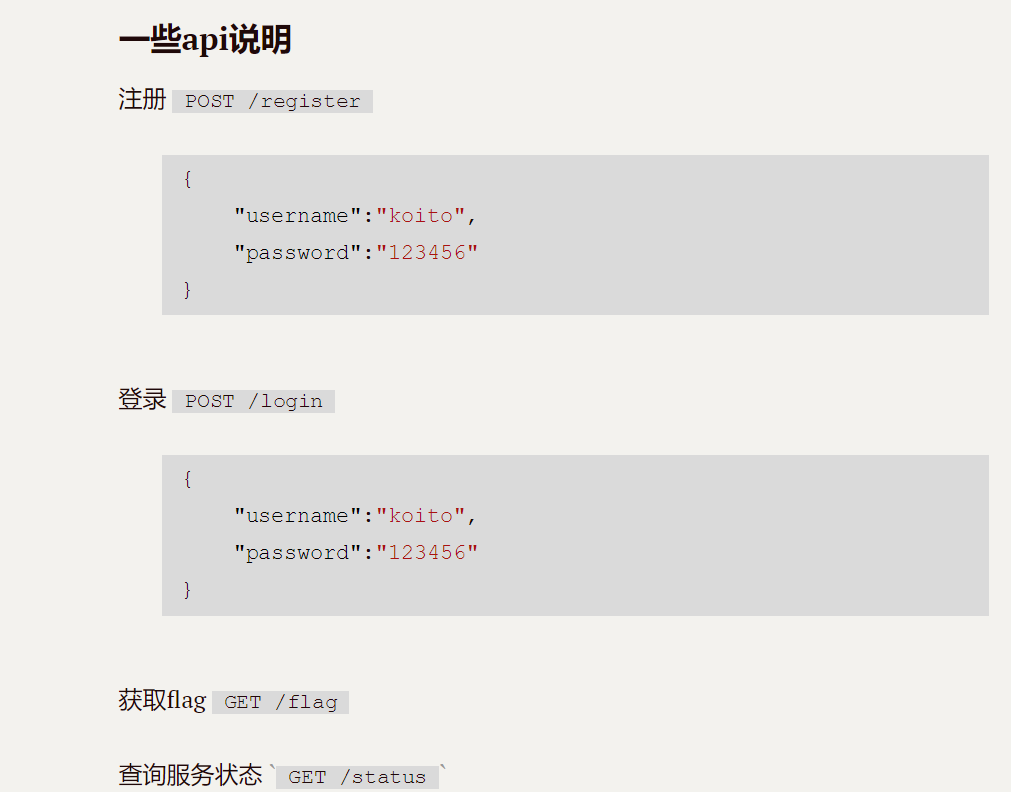 一些api说明
注册 POST /register
{
"username":"koito",
"password":"123456"
}
登录 POST /login
{
"username":"koito",
"password":"123456"
}
获取flag GET /flag
查询服务状态 `GET /status`